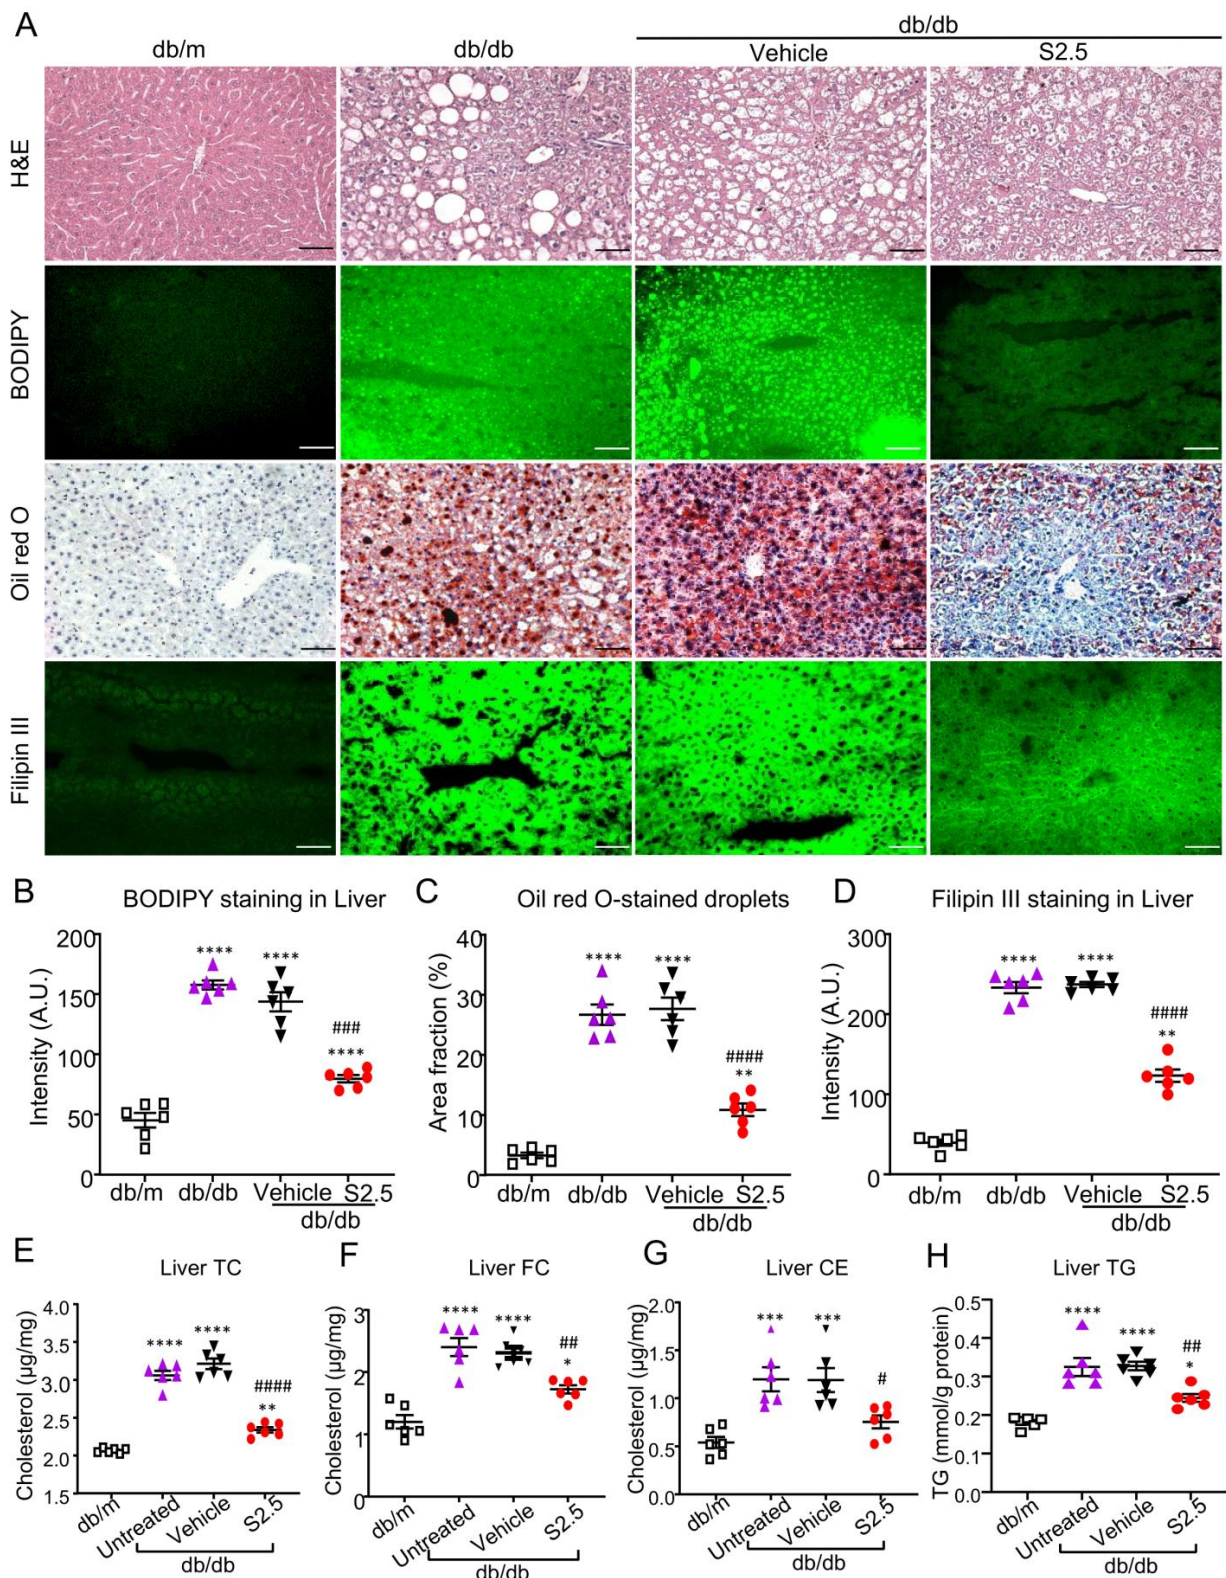 A
db/m
db/db
db/db
Vehicle
S2.5
H&E
BODIPY
Oil red O
Filipin III
B
BODIPY staining in Liver
Intensity (A.U.)
200
150
100
50
0
****
****
###
****
db/m
db/db
Vehicle
S2.5
db/db
C
Oil red O-stained droplets
Area fraction (%)
40
30
20
10
0
****
****
####
**
db/m
db/db
Vehicle
S2.5
db/db
D
Filipin III staining in Liver
Intensity (A.U.)
300
200
100
0
****
****
####
**
db/m
db/db
Vehicle
S2.5
db/db
E
Liver TC
Cholesterol (µg/mg)
4.0
3.5
3.0
2.5
2.0
1.5
****
****
####
**
db/m
Untreated
Vehicle
S2.5
db/db
F
Liver FC
Cholesterol (µg/mg)
3
2
1
0
****
****
##
*
db/m
Untreated
Vehicle
S2.5
db/db
G
Liver CE
Cholesterol (µg/mg)
2.0
1.5
1.0
0.5
0.0
***
***
#
db/m
Untreated
Vehicle
S2.5
db/db
H
Liver TG
TG (mmol/g protein)
0.5
0.4
0.3
0.2
0.1
0.0
****
****
##
*
db/m
Untreated
Vehicle
S2.5
db/db